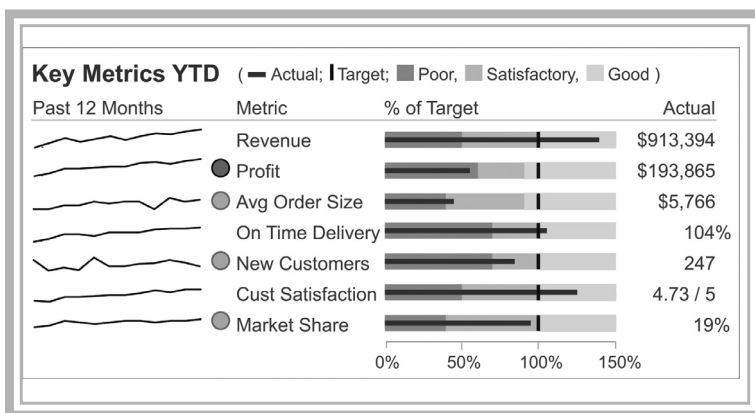 Key Metrics YTD ( Actual; Target; Poor, Satisfactory, Good )
Past 12 Months Metric % of Target Actual
Revenue $913,394
Profit $193,865
Avg Order Size $5,766
On Time Delivery 104%
New Customers 247
Cust Satisfaction 4.73 / 5
Market Share 19%
0% 50% 100% 150%